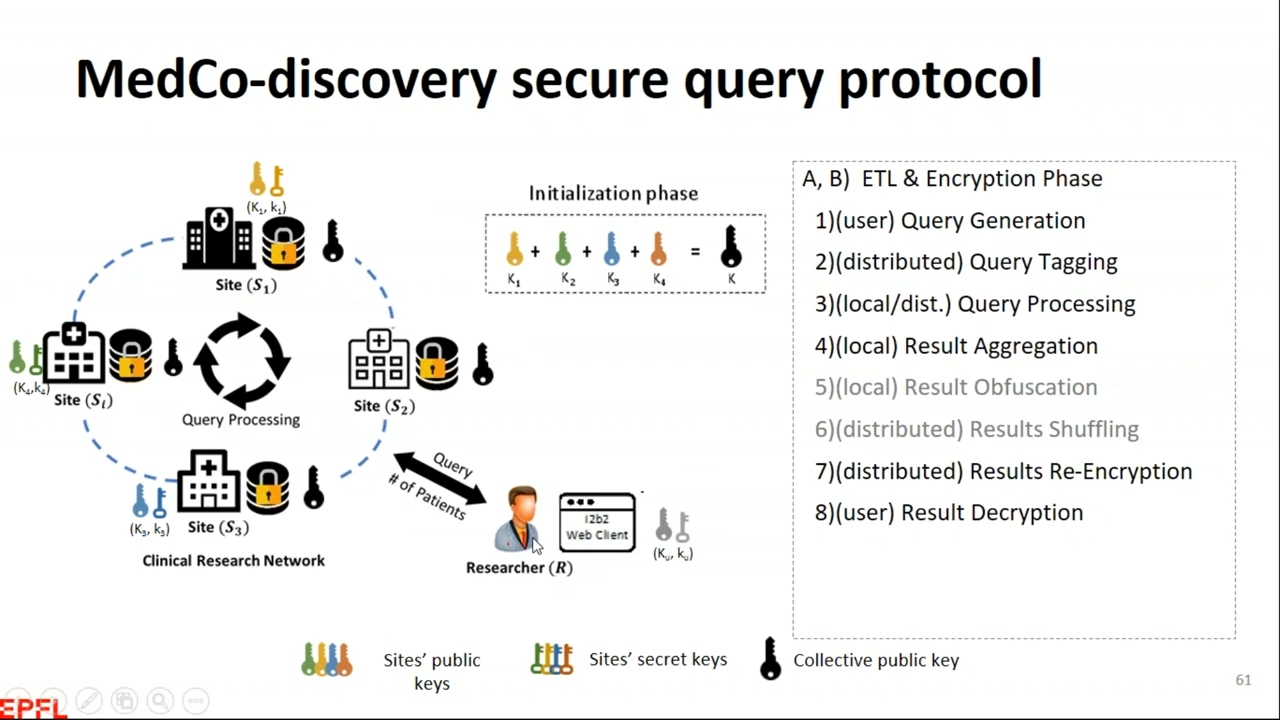 MedCo-discovery secure query protocol
(K₁, k₁)
Site (S₁)
Initialization phase
+ + + =
K₁ K₂ K₃ K₄ K
(K₄,k₄)
Site (Sᵢ)
Query Processing
Site (S₂)
(K₃, k₃)
Site (S₃)
Clinical Research Network
Query
# of Patients
i2b2
Web Client
(Kᵤ, kᵤ)
Researcher (R)
A, B) ETL & Encryption Phase
1)(user) Query Generation
2)(distributed) Query Tagging
3)(local/dist.) Query Processing
4)(local) Result Aggregation
5)(local) Result Obfuscation
6)(distributed) Results Shuffling
7)(distributed) Results Re-Encryption
8)(user) Result Decryption
Sites' public
keys
Sites' secret keys
Collective public key
61
EPFL